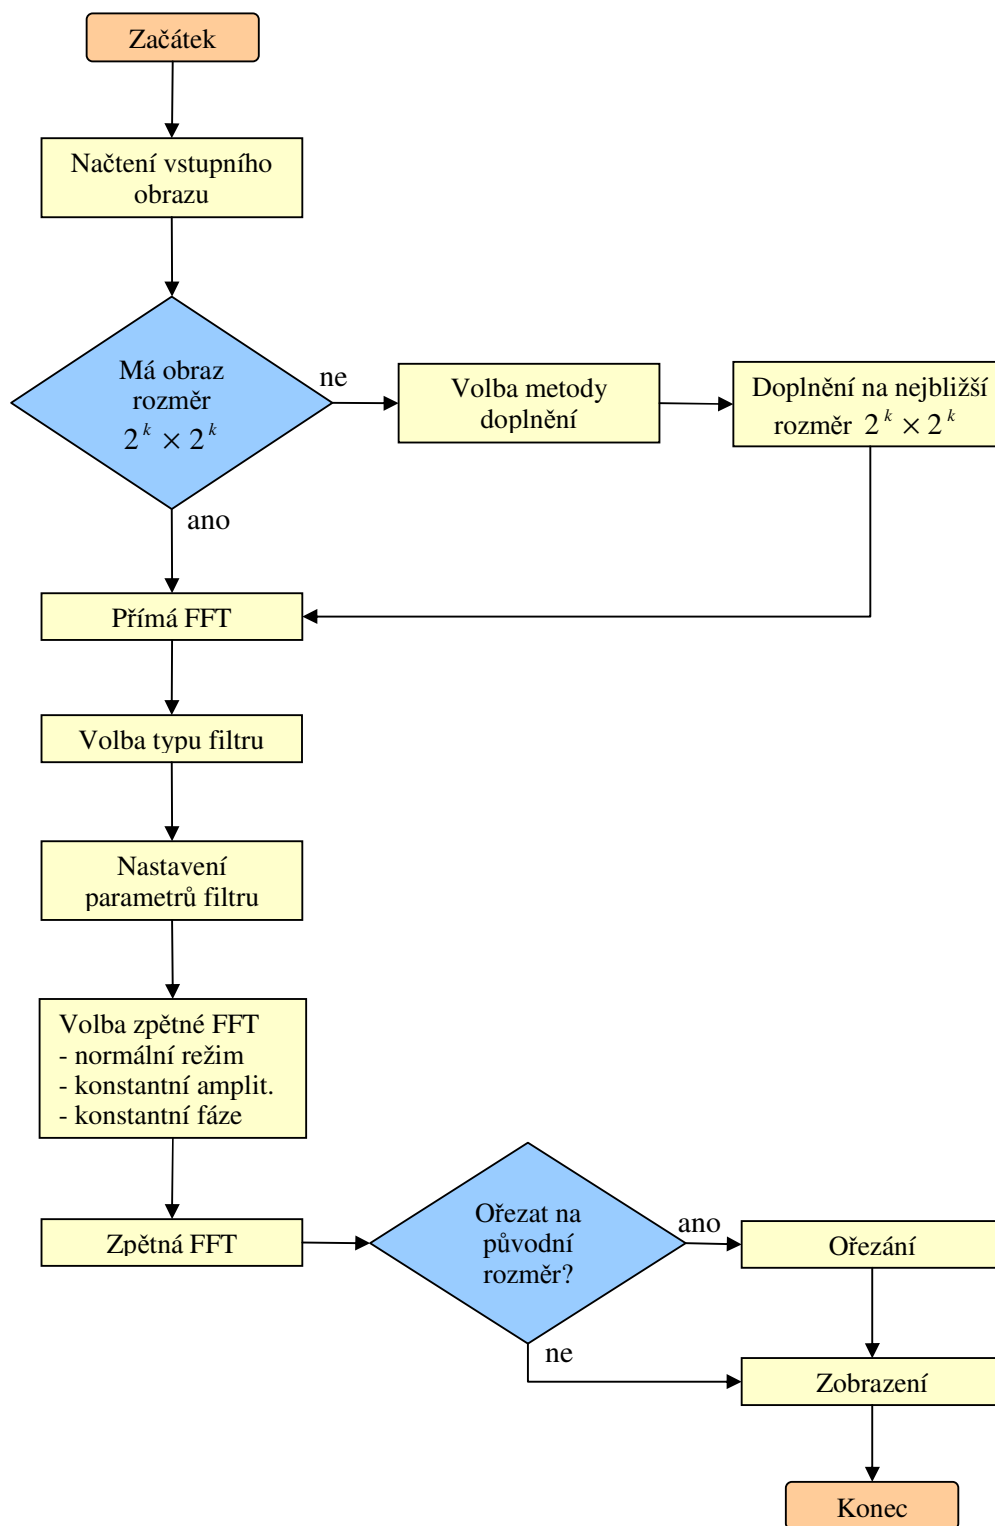 Začátek
Načtení vstupního
obrazu
Má obraz
rozměr
2^k × 2^k
ne
Volba metody
doplnění
Doplnění na nejbližší
rozměr 2^k × 2^k
ano
Přímá FFT
Volba typu filtru
Nastavení
parametrů filtru
Volba zpětné FFT
- normální režim
- konstantní amplit.
- konstantní fáze
Zpětná FFT
Ořezat na
původní
rozměr?
ano
Ořezání
ne
Zobrazení
Konec